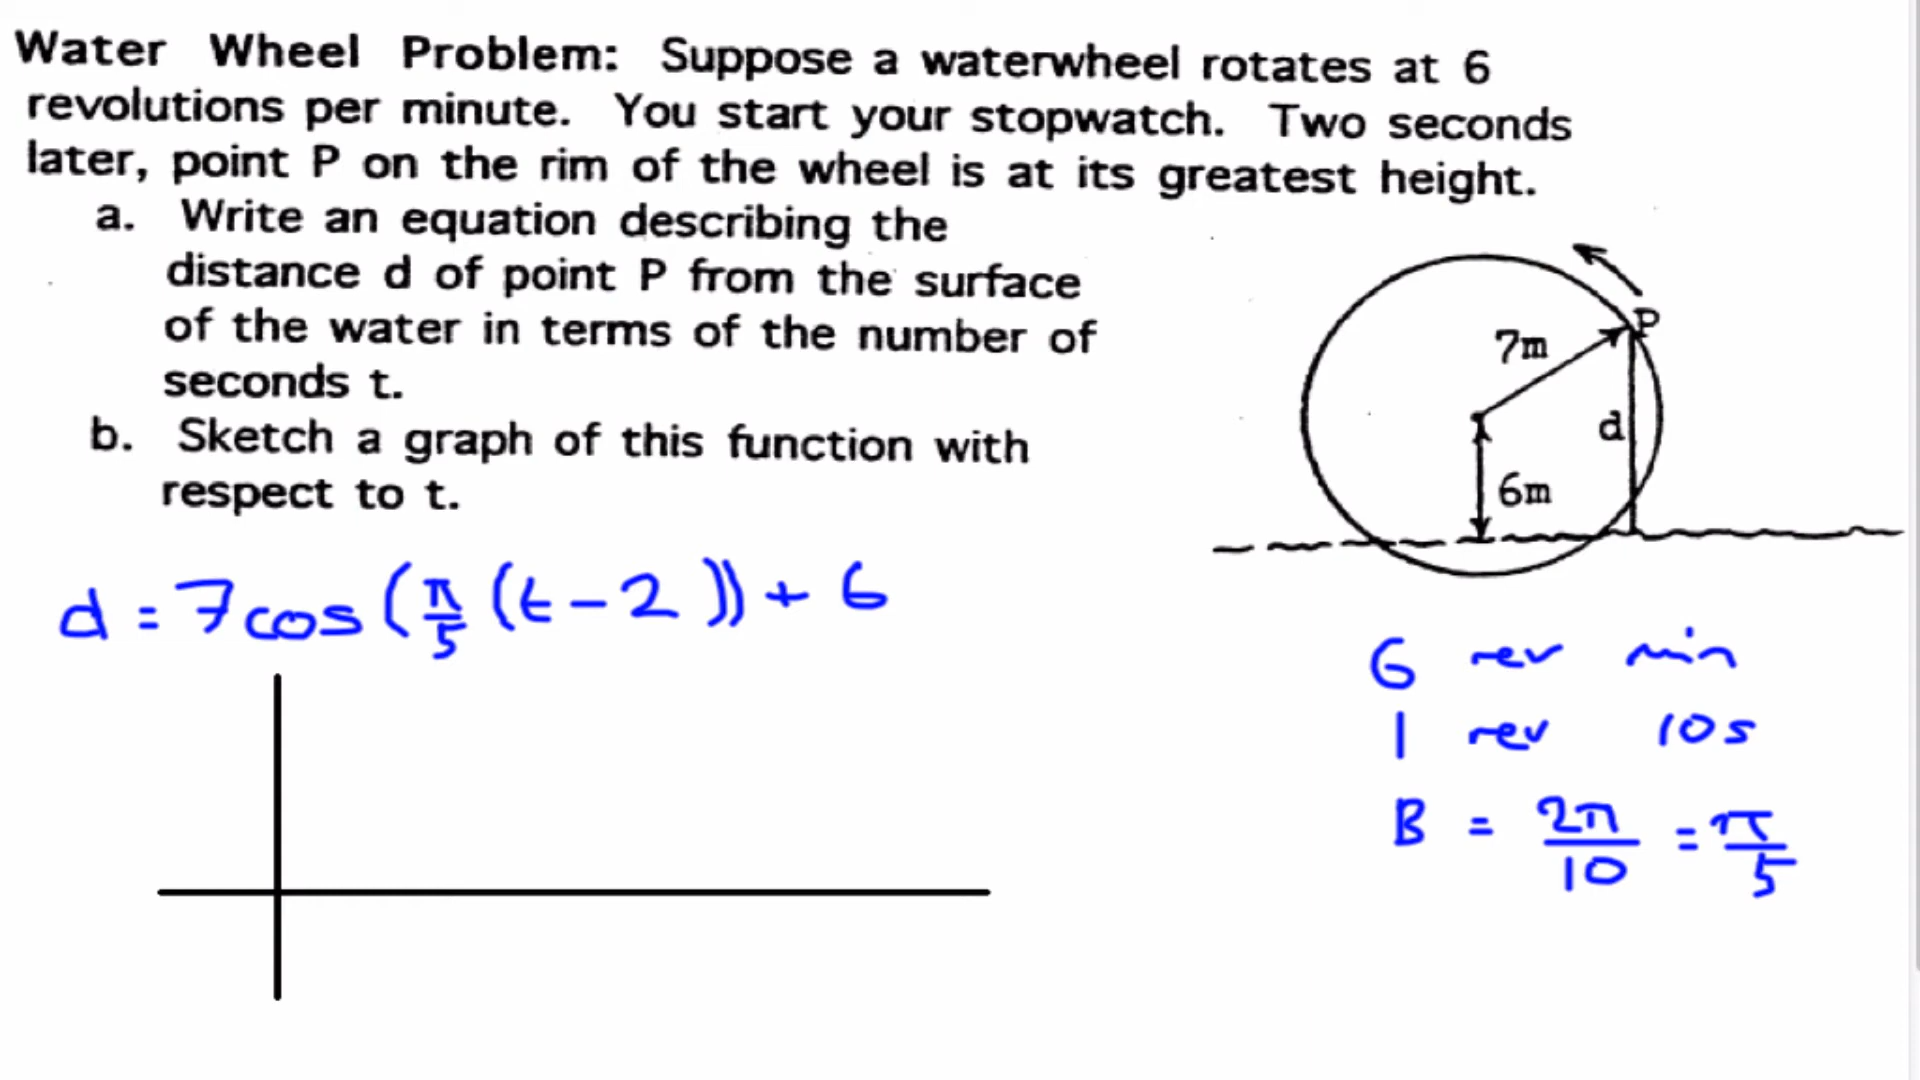 Water Wheel Problem: Suppose a waterwheel rotates at 6
revolutions per minute. You start your stopwatch. Two seconds
later, point P on the rim of the wheel is at its greatest height.
a. Write an equation describing the
distance d of point P from the surface
of the water in terms of the number of
seconds t.
b. Sketch a graph of this function with
respect to t.
P
7m
d
6m
d = 7cos(π/5 (t-2)) + 6
6 rev min
1 rev 10s
B = 2π/10 = π/5